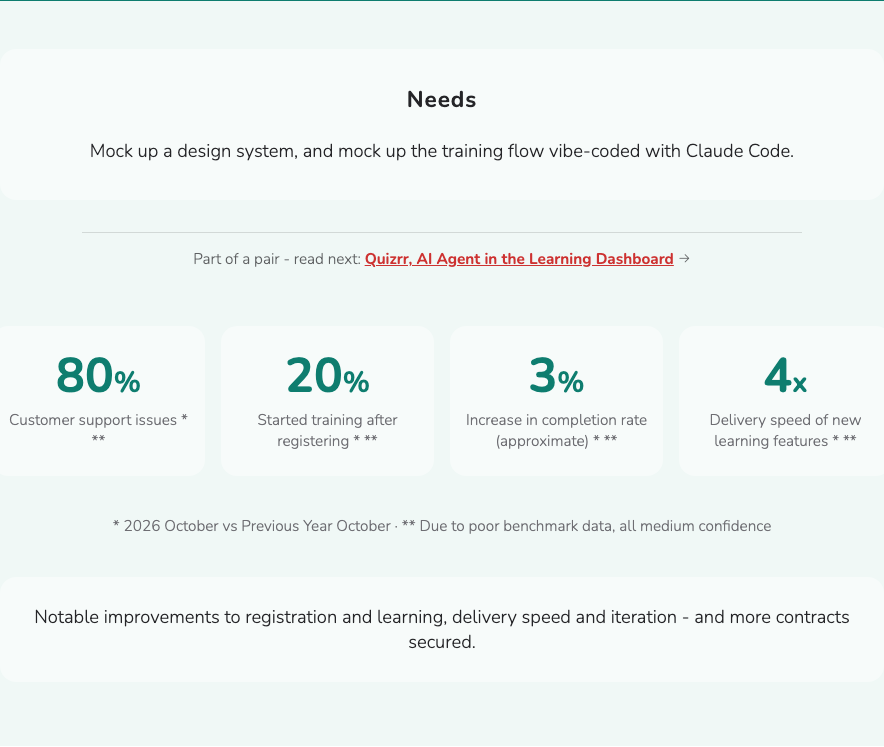 Needs
Mock up a design system, and mock up the training flow vibe-coded with Claude Code.
Part of a pair - read next: Quizrr, AI Agent in the Learning Dashboard →
80%
Customer support issues *
**
20%
Started training after
registering * **
3%
Increase in completion rate
(approximate) * **
4x
Delivery speed of new
learning features * **
* 2026 October vs Previous Year October · ** Due to poor benchmark data, all medium confidence
Notable improvements to registration and learning, delivery speed and iteration - and more contracts
secured.